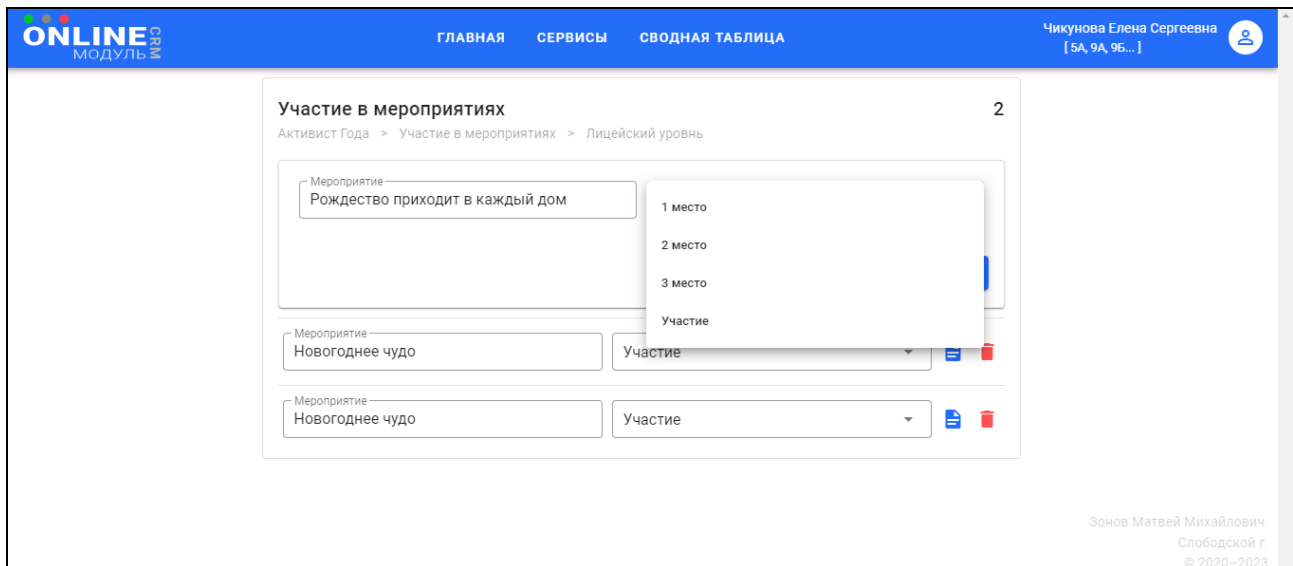 ONLINE CRM
МОДУЛЬ
ГЛАВНАЯ СЕРВИСЫ СВОДНАЯ ТАБЛИЦА
Чикунова Елена Сергеевна
[ 5А, 9А, 9Б... ]
Участие в мероприятиях 2
Активист Года > Участие в мероприятиях > Лицейский уровнь
Мероприятие
Рождество приходит в каждый дом
1 место
2 место
3 место
Участие
Мероприятие
Новогоднее чудо Участие
Мероприятие
Новогоднее чудо Участие
Зонов Матвей Михайлович.
Слободской г.
© 2020–2023